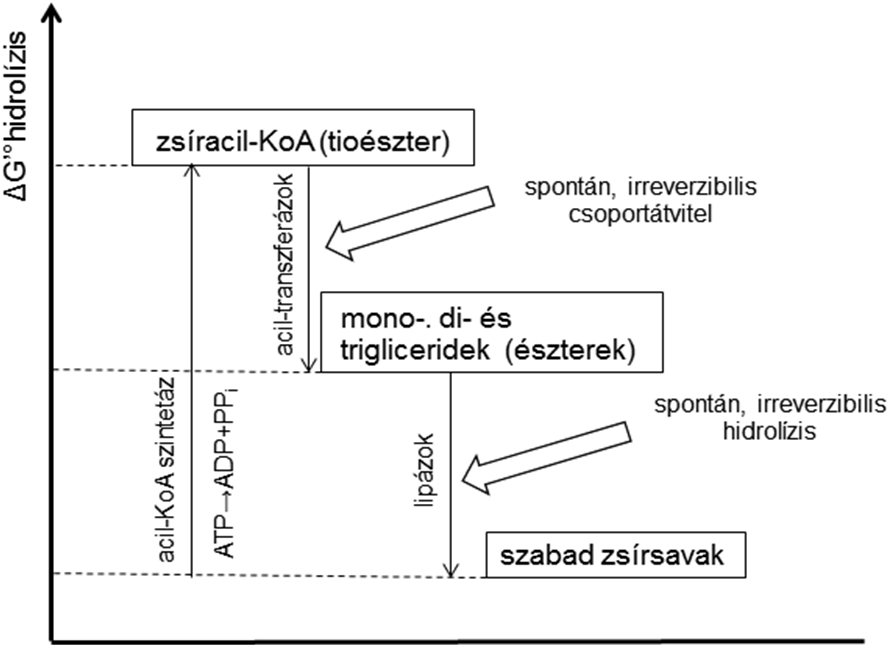 ΔG'° hidrolízis
zsíracil-KoA (tioészter)
spontán, irreverzibilis
csoportátvitel
acil-transzferázok
mono-. di- és
trigliceridek (észterek)
acil-KoA szintetáz
ATP→ADP+PPi
lipázok
spontán, irreverzibilis
hidrolízis
szabad zsírsavak